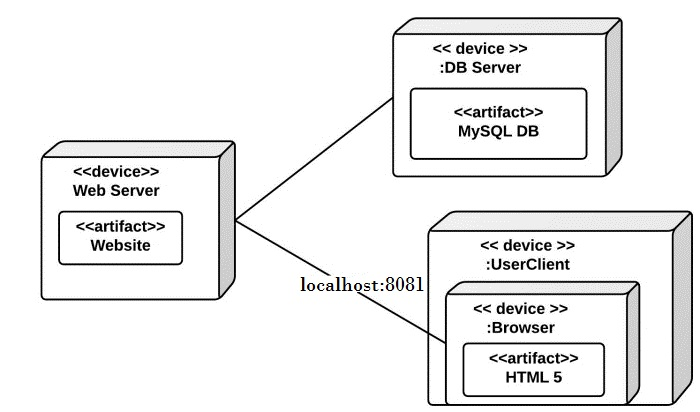 << device >>
:DB Server
<<artifact>>
MySQL DB
<<device>>
Web Server
<<artifact>>
Website
<< device >>
:UserClient
localhost:8081
<< device >>
:Browser
<<artifact>>
HTML 5